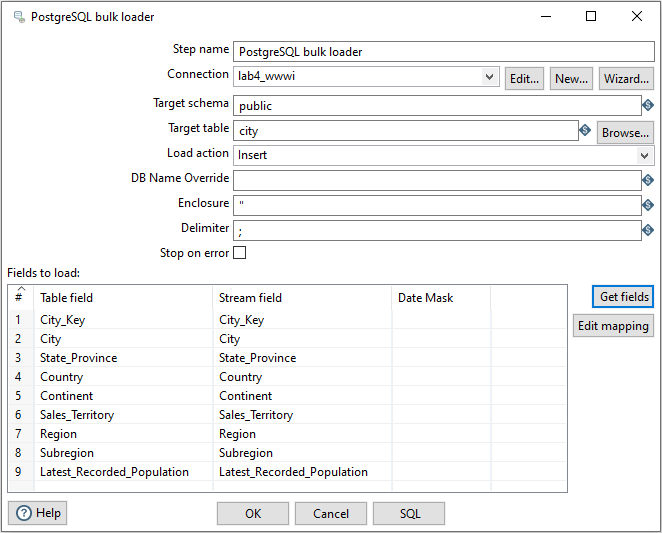 PostgreSQL bulk loader
Step name PostgreSQL bulk loader
Connection lab4_wwwi Edit... New... Wizard...
Target schema public
Target table city Browse...
Load action Insert
DB Name Override
Enclosure "
Delimiter ;
Stop on error
Fields to load:
# Table field Stream field Date Mask
1 City_Key City_Key
2 City City
3 State_Province State_Province
4 Country Country
5 Continent Continent
6 Sales_Territory Sales_Territory
7 Region Region
8 Subregion Subregion
9 Latest_Recorded_Population Latest_Recorded_Population
Get fields
Edit mapping
Help OK Cancel SQL